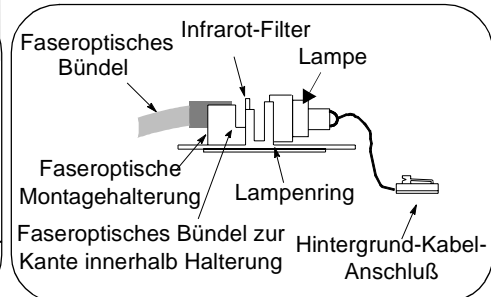 Infrarot-Filter
Faseroptisches
Bündel
Lampe
Faseroptische
Montagehalterung
Lampenring
Faseroptisches Bündel zur
Kante innerhalb Halterung
Hintergrund-Kabel-
Anschluß